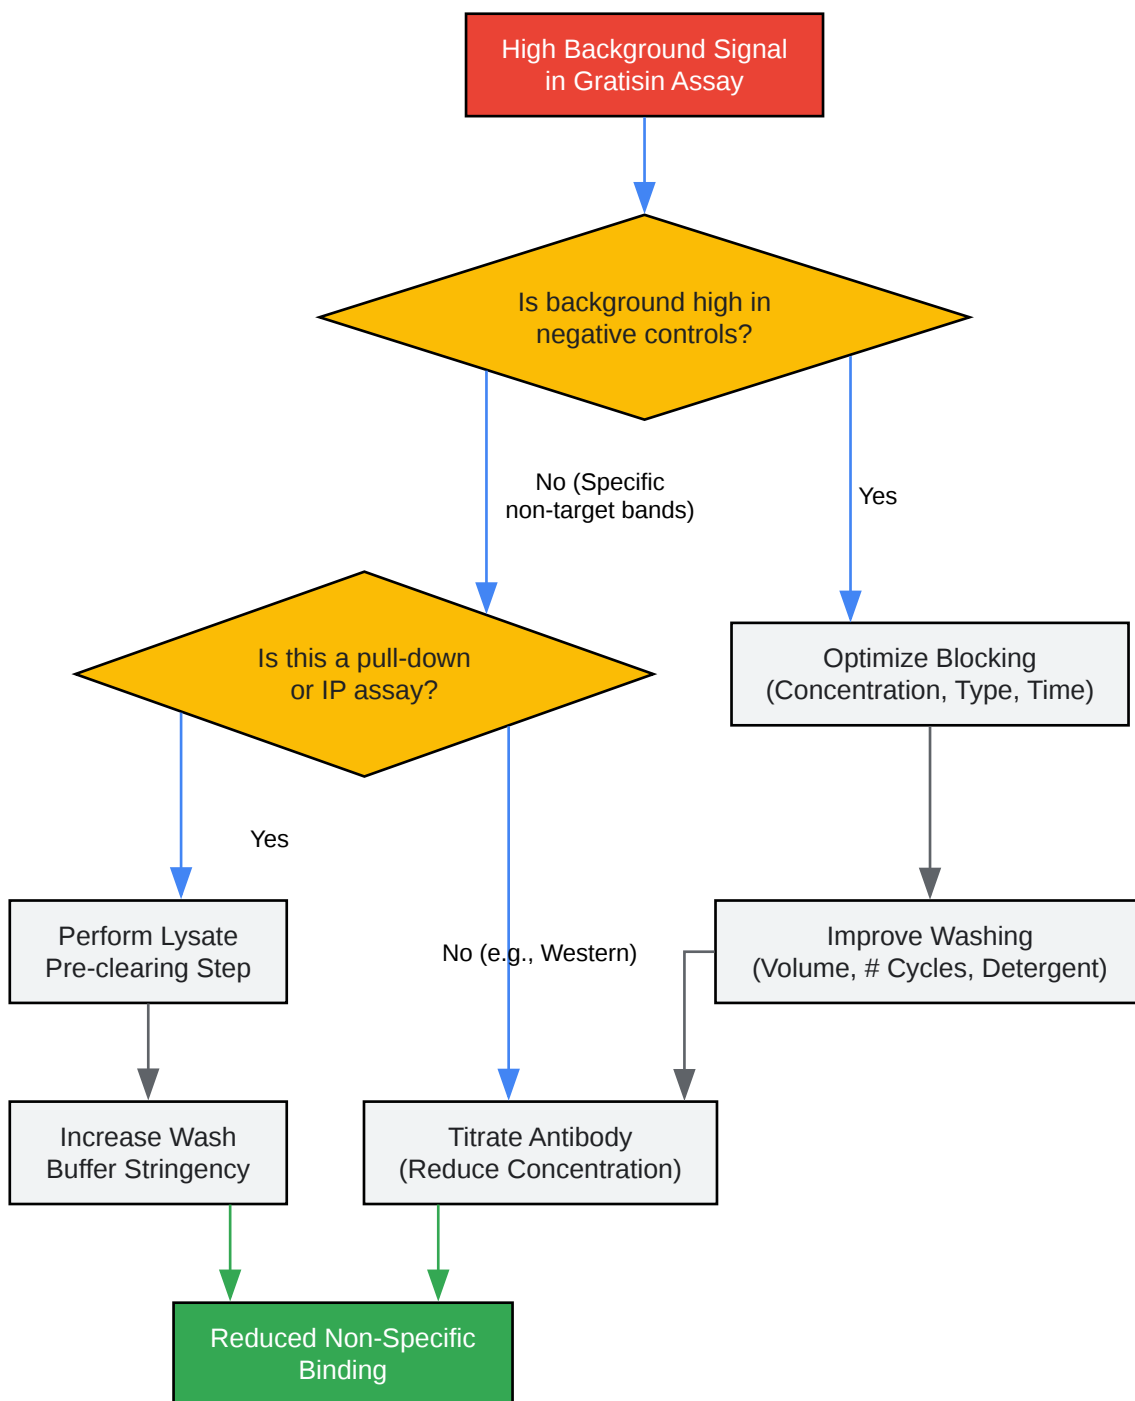 High Background Signal
in Gratisin Assay
Is background high in
negative controls?
No (Specific
non-target bands)
Yes
Is this a pull-down
or IP assay?
Optimize Blocking
(Concentration, Type, Time)
Yes
Perform Lysate
Pre-clearing Step
No (e.g., Western)
Improve Washing
(Volume, # Cycles, Detergent)
Increase Wash
Buffer Stringency
Titrate Antibody
(Reduce Concentration)
Reduced Non-Specific
Binding